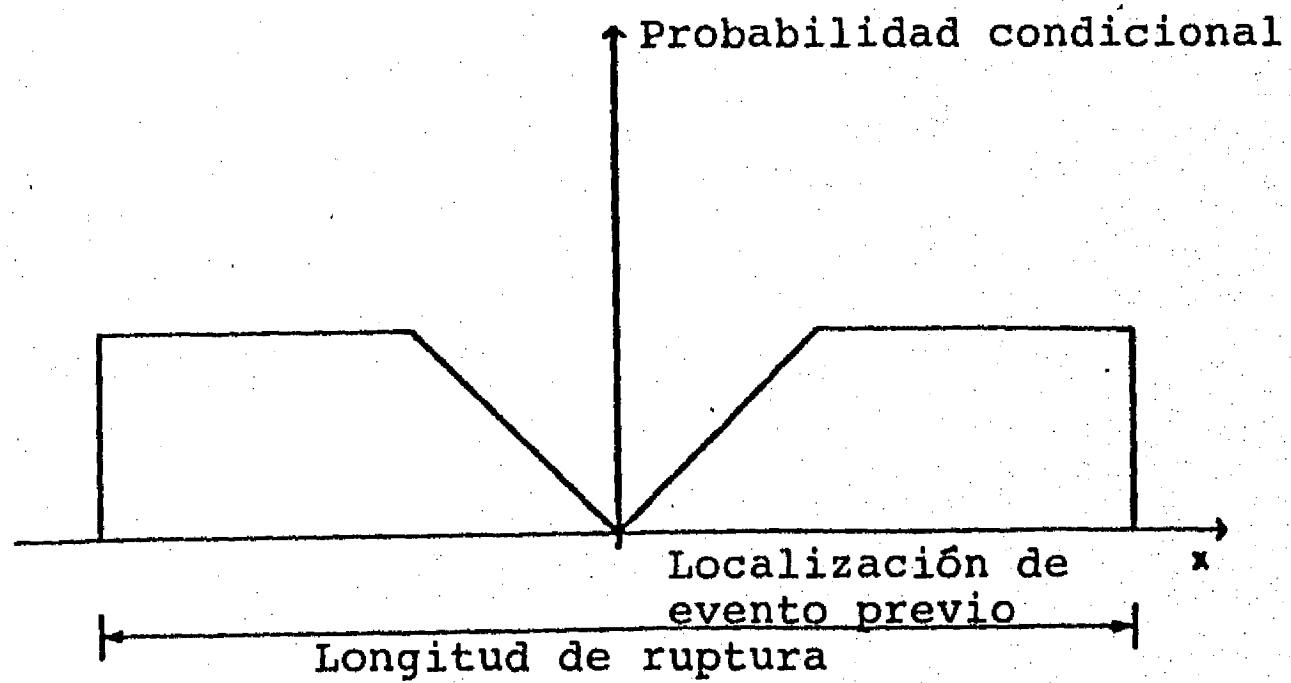 Probabilidad condicional
Localización de
evento previo
x
Longitud de ruptura